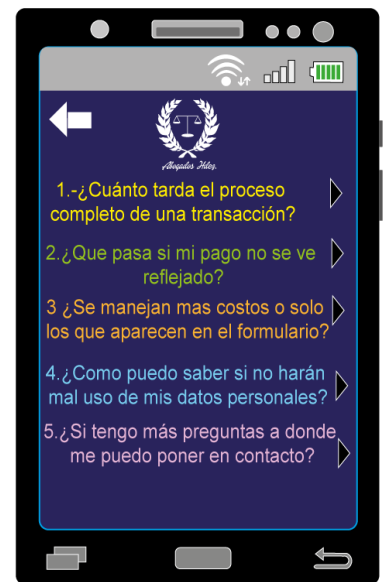 Abogados Hdez.
1.-¿Cuánto tarda el proceso
completo de una transacción?
2.¿Que pasa si mi pago no se ve
reflejado?
3 ¿Se manejan mas costos o solo
los que aparecen en el formulario?
4.¿Como puedo saber si no harán
mal uso de mis datos personales?
5.¿Si tengo más preguntas a donde
me puedo poner en contacto?